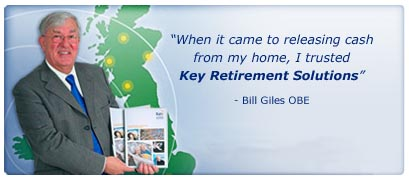 “When it came to releasing cash
from my home, I trusted
Key Retirement Solutions”
- Bill Giles OBE